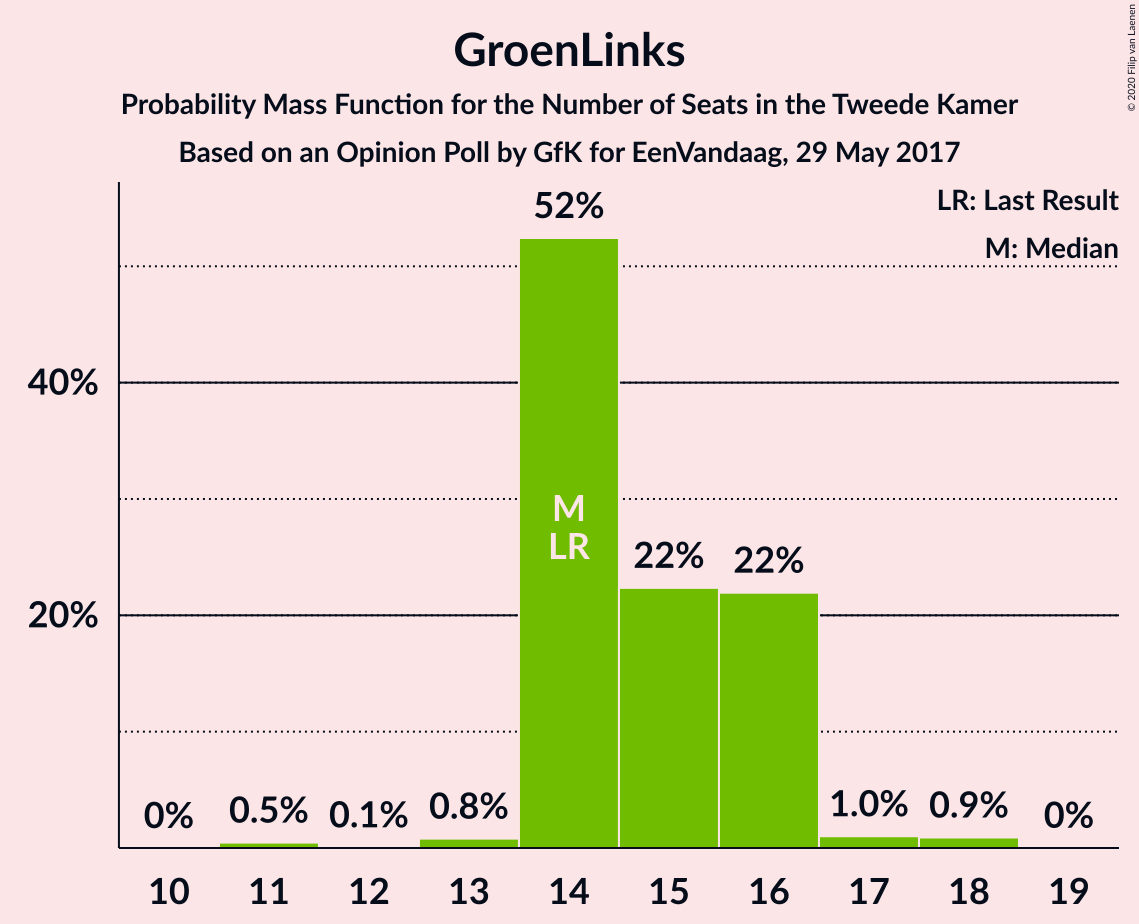 GroenLinks
Probability Mass Function for the Number of Seats in the Tweede Kamer
Based on an Opinion Poll by GfK for EenVandaag, 29 May 2017
© 2020 Filip van Laenen
LR: Last Result
M: Median
52%
40%
M
LR
22%
22%
20%
0%
0.5%
0.1%
0.8%
1.0%
0.9%
0%
10 11 12 13 14 15 16 17 18 19